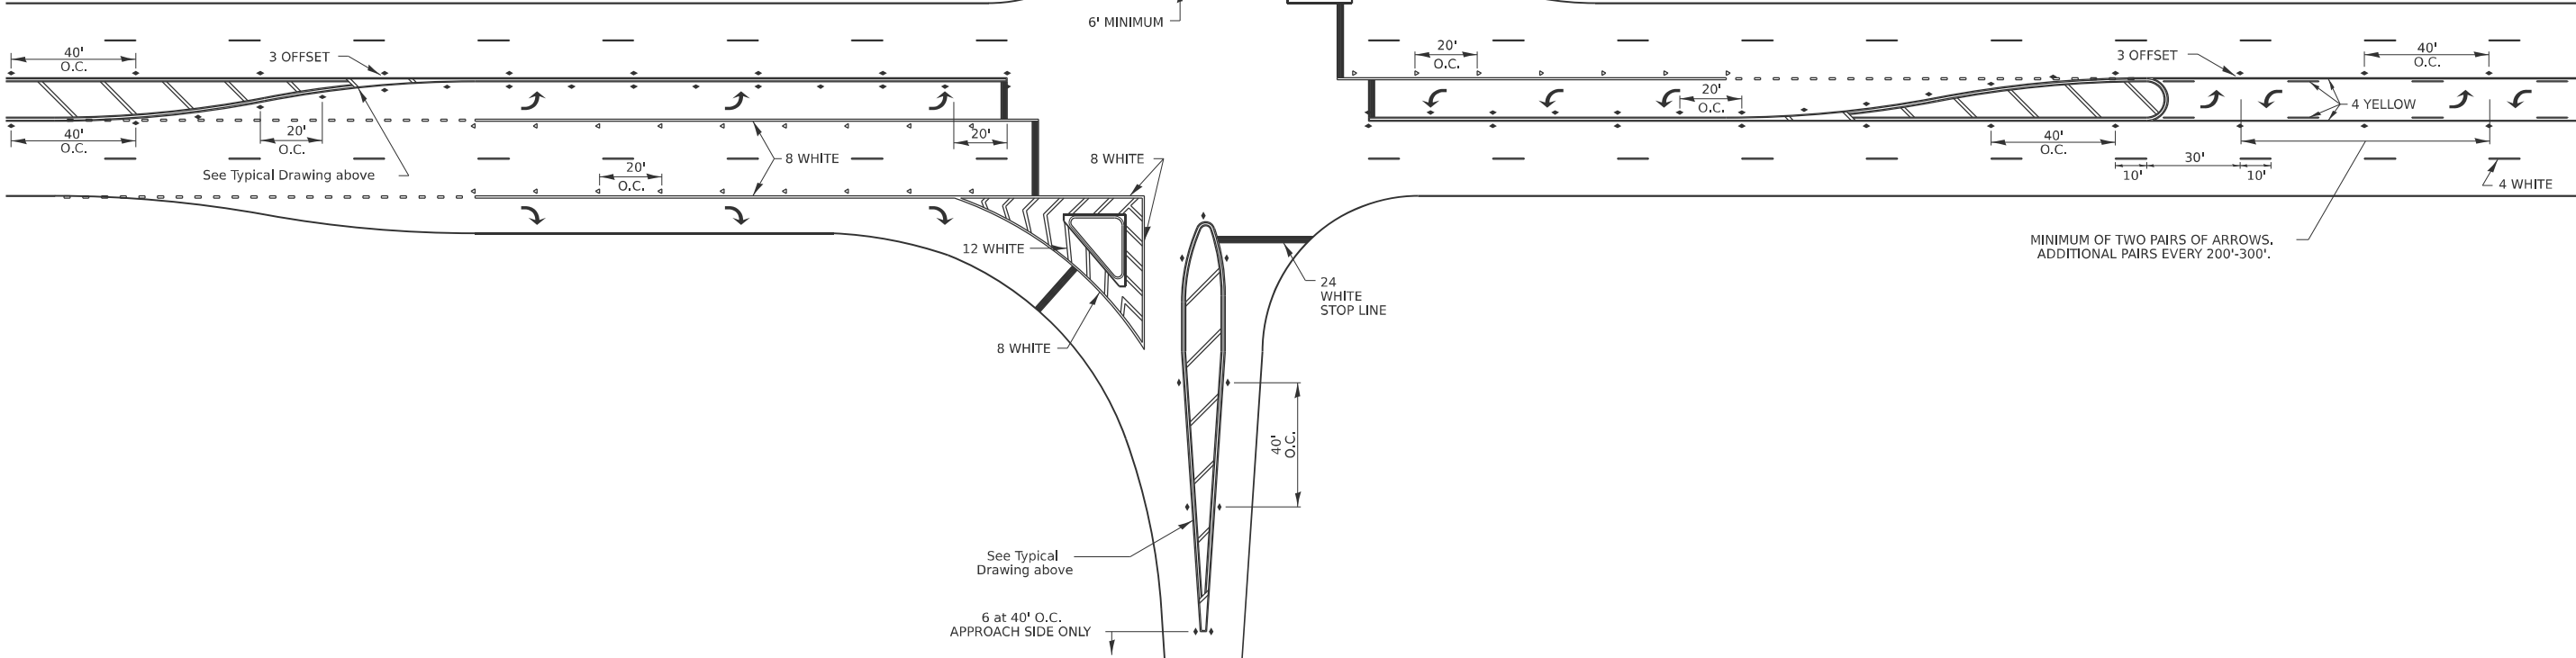 6' MINIMUM
40'
O.C.
3 OFFSET
20'
O.C.
3 OFFSET
40'
O.C.
20'
O.C.
4 YELLOW
40'
O.C.
20'
O.C.
20'
40'
O.C.
See Typical Drawing above
20'
O.C.
8 WHITE
8 WHITE
10'
30'
10'
4 WHITE
12 WHITE
MINIMUM OF TWO PAIRS OF ARROWS.
ADDITIONAL PAIRS EVERY 200'-300'.
24
WHITE
STOP LINE
8 WHITE
40'
O.C.
See Typical
Drawing above
6 at 40' O.C.
APPROACH SIDE ONLY